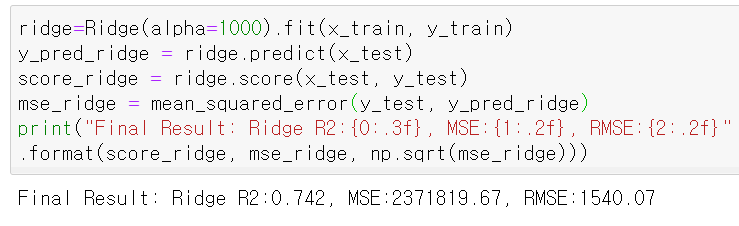 ridge=Ridge(alpha=1000).fit(x_train, y_train)
y_pred_ridge = ridge.predict(x_test)
score_ridge = ridge.score(x_test, y_test)
mse_ridge = mean_squared_error(y_test, y_pred_ridge)
print("Final Result: Ridge R2:{0:.3f}, MSE:{1:.2f}, RMSE:{2:.2f}"
.format(score_ridge, mse_ridge, np.sqrt(mse_ridge)))
Final Result: Ridge R2:0.742, MSE:2371819.67, RMSE:1540.07